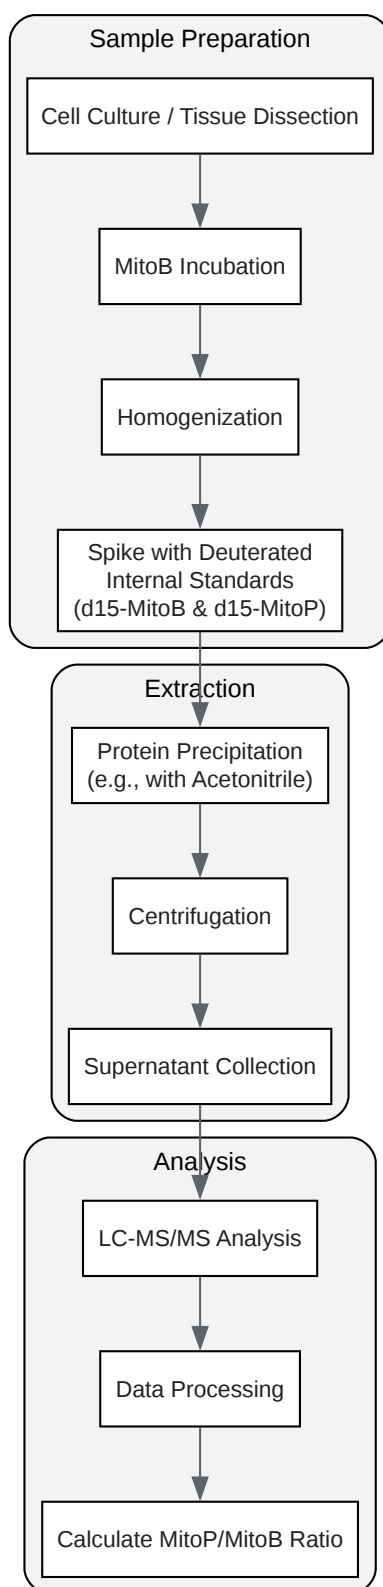 Sample Preparation
Cell Culture / Tissue Dissection
MitoB Incubation
Homogenization
Spike with Deuterated
Internal Standards
(d15-MitoB & d15-MitoP)
Extraction
Protein Precipitation
(e.g., with Acetonitrile)
Centrifugation
Supernatant Collection
Analysis
LC-MS/MS Analysis
Data Processing
Calculate MitoP/MitoB Ratio